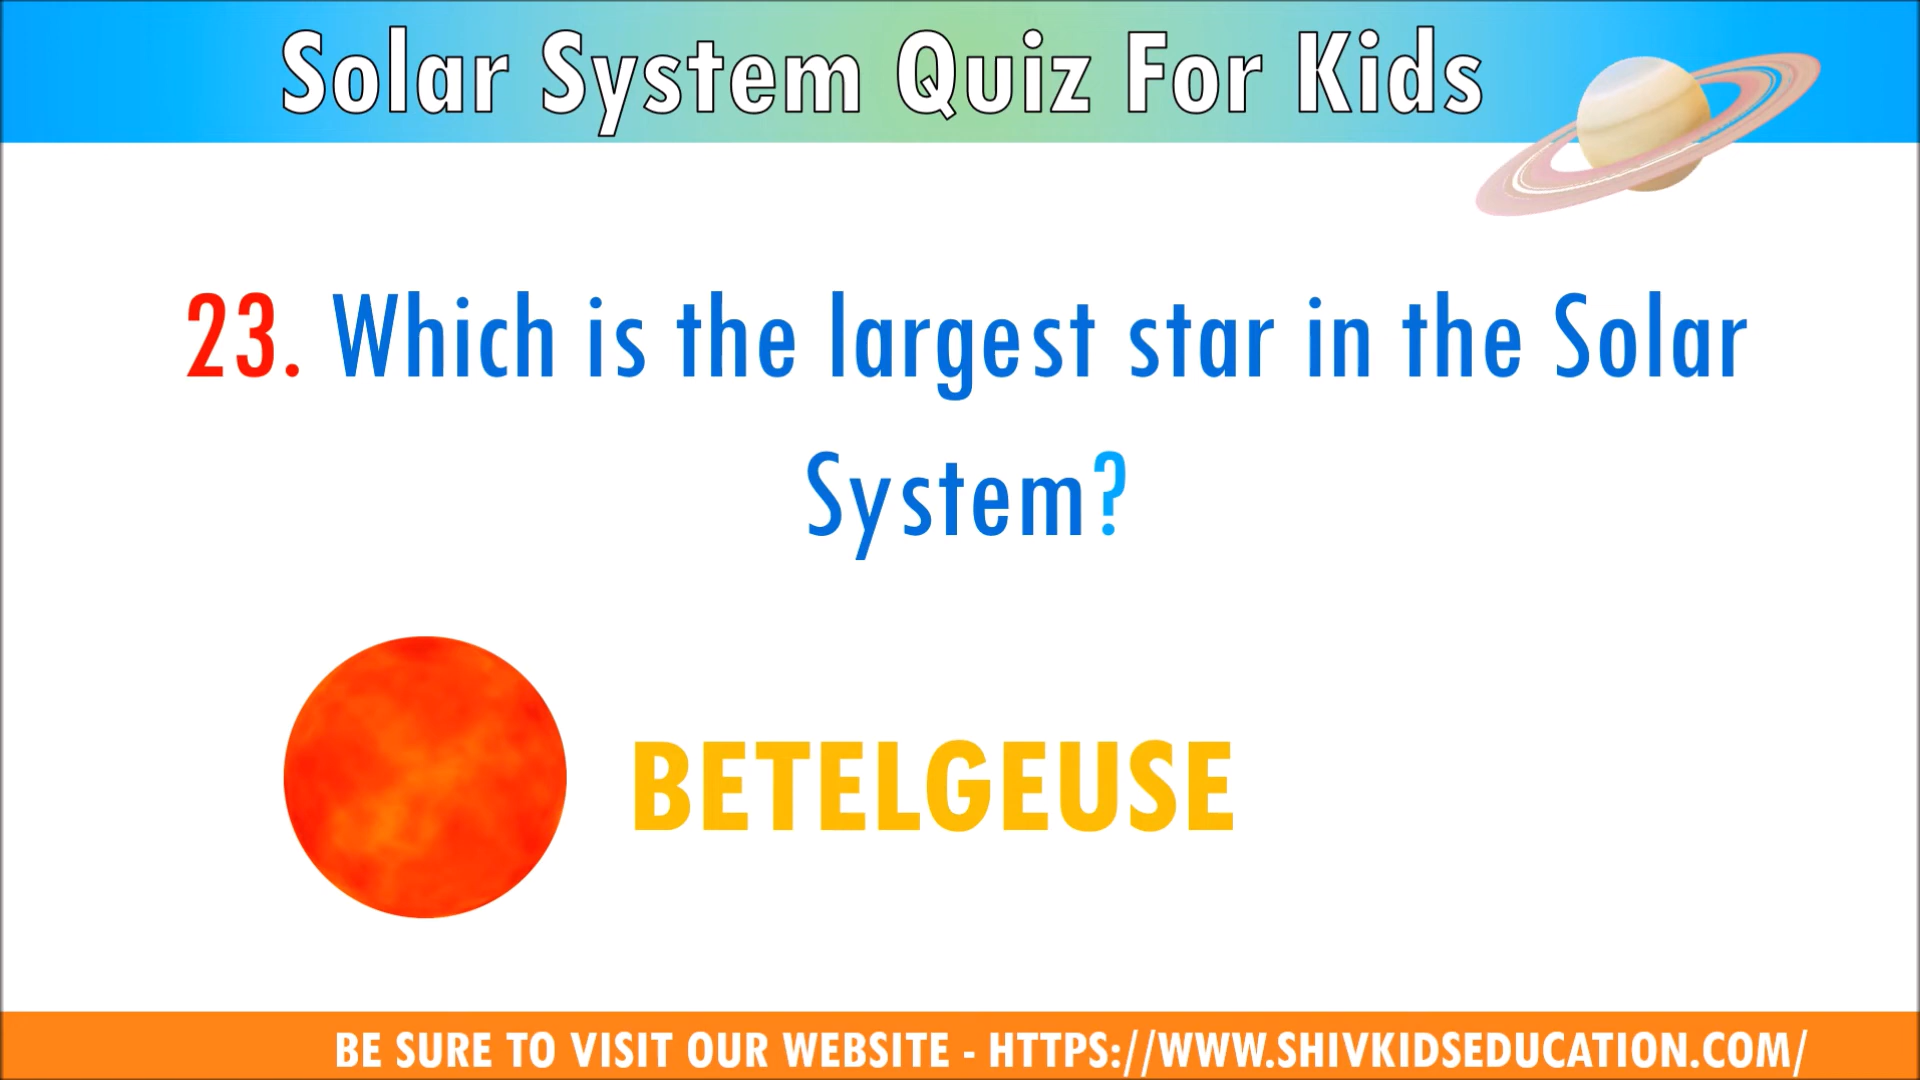 Solar System Quiz For Kids
23. Which is the largest star in the Solar
System?
BETELGEUSE
BE SURE TO VISIT OUR WEBSITE - HTTPS://WWW.SHIVKIDSEDUCATION.COM/